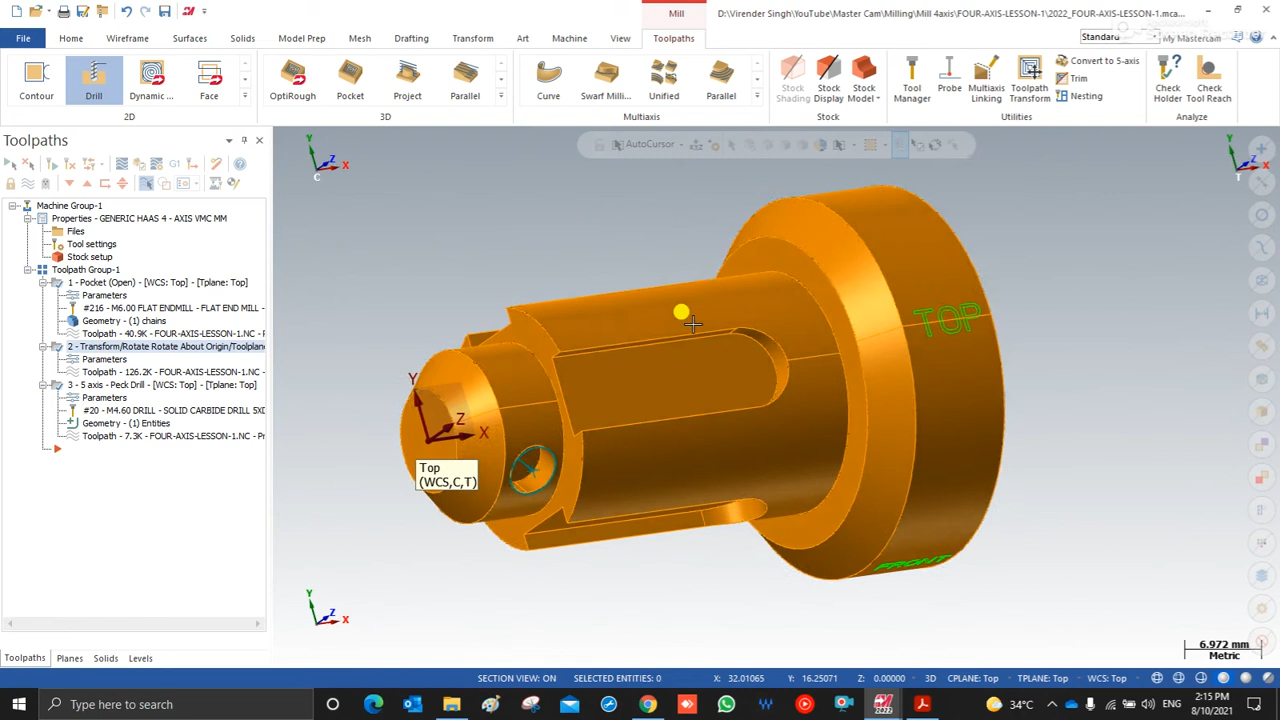 Mill
D:\Virender Singh\YouTube\Master Cam\Milling\Mill 4axis\FOUR-AXIS-LESSON-1\2022_FOUR-AXIS-LESSON-1.mca...
File
Home
Wireframe
Surfaces
Solids
Model Prep
Mesh
Drafting
Transform
Art
Machine
View
Toolpaths
Standard
My Mastercam
Contour
Drill
Dynamic ...
Face
OptiRough
Pocket
Project
Parallel
Curve
Swarf Milli...
Unified
Parallel
Stock Shading
Stock Display
Stock Model
Tool Manager
Probe
Multiaxis Linking
Toolpath Transform
Convert to 5-axis
Trim
Nesting
Check Holder
Check Tool Reach
2D
3D
Multiaxis
Stock
Utilities
Analyze
Toolpaths
G1
AutoCursor
XYZ
Machine Group-1
Properties - GENERIC HAAS 4 - AXIS VMC MM
Files
Tool settings
Stock setup
Toolpath Group-1
1 - Pocket (Open) - [WCS: Top] - [Tplane: Top]
Parameters
#216 - M6.00 FLAT ENDMILL - FLAT END MILL -
Geometry - (1) chains
Toolpath - 40.9K - FOUR-AXIS-LESSON-1.NC - P
2 - Transform/Rotate Rotate About Origin/Toolplane
Parameters
Toolpath - 126.2K - FOUR-AXIS-LESSON-1.NC -
3 - 5 axis - Peck Drill - [WCS: Top] - [Tplane: Top]
Parameters
#20 - M4.60 DRILL - SOLID CARBIDE DRILL 5XD
Geometry - (1) Entities
Toolpath - 7.3K - FOUR-AXIS-LESSON-1.NC - Pr
Y
Z
X
C
Y
Z
X
T
TOP
FRONT
Y
Z
X
Top
(WCS,C,T)
Y
Z
X
6.972 mm
Metric
Toolpaths
Planes
Solids
Levels
SECTION VIEW: ON
SELECTED ENTITIES: 0
X: 32.01065
Y: 16.25071
Z: 0.00000
3D
CPLANE: Top
TPLANE: Top
WCS: Top
Type here to search
34°C
ENG
2:15 PM
8/10/2021